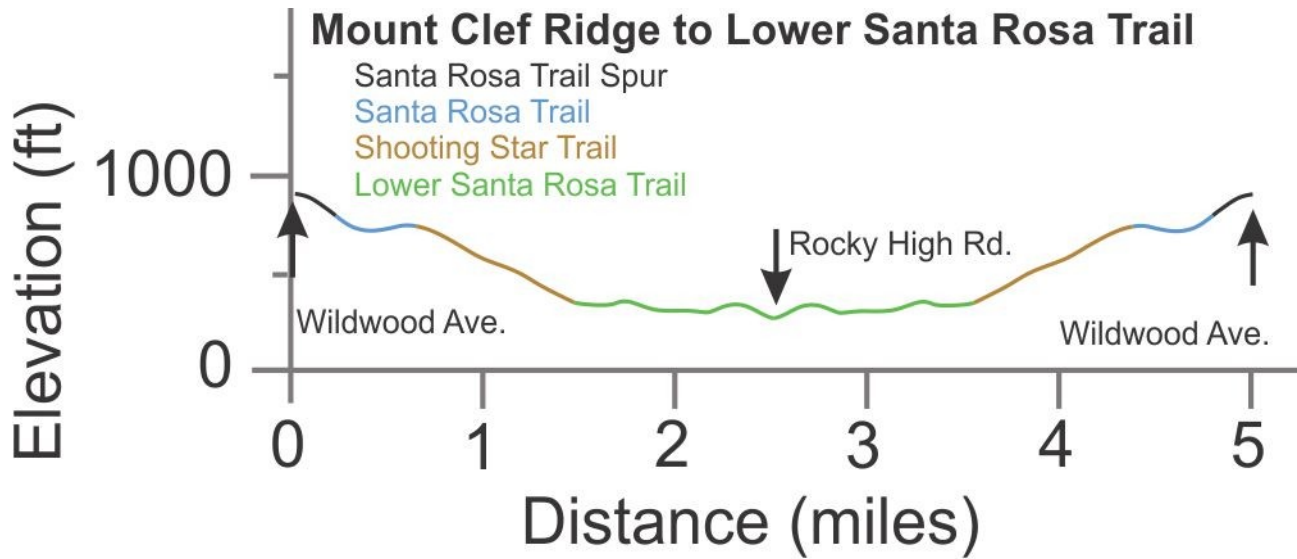 Mount Clef Ridge to Lower Santa Rosa Trail
Santa Rosa Trail Spur
Santa Rosa Trail
Shooting Star Trail
Lower Santa Rosa Trail
Elevation (ft)
1000
0
Rocky High Rd.
Wildwood Ave.
Wildwood Ave.
0 1 2 3 4 5
Distance (miles)